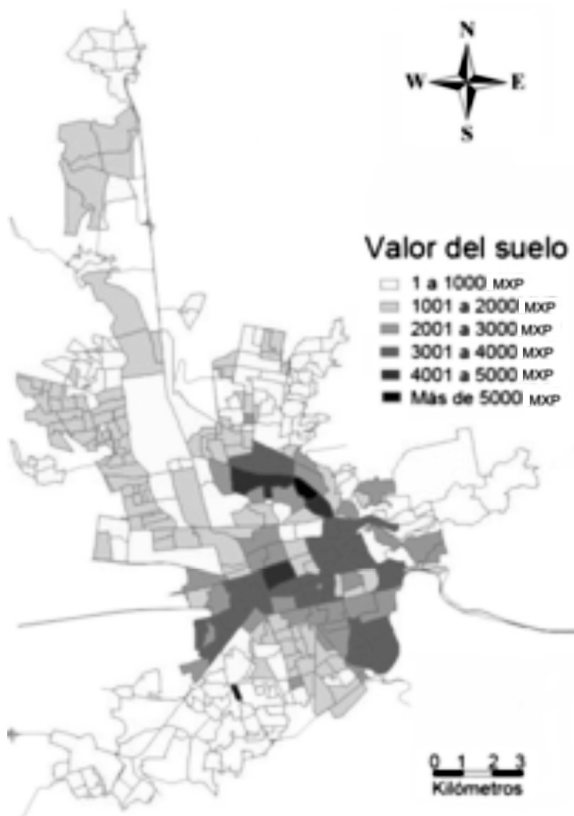 N
W E
S
Valor del suelo
1 a 1000 MXP
1001 a 2000 MXP
2001 a 3000 MXP
3001 a 4000 MXP
4001 a 5000 MXP
Más de 5000 MXP
0 1 2 3
Kilómetros